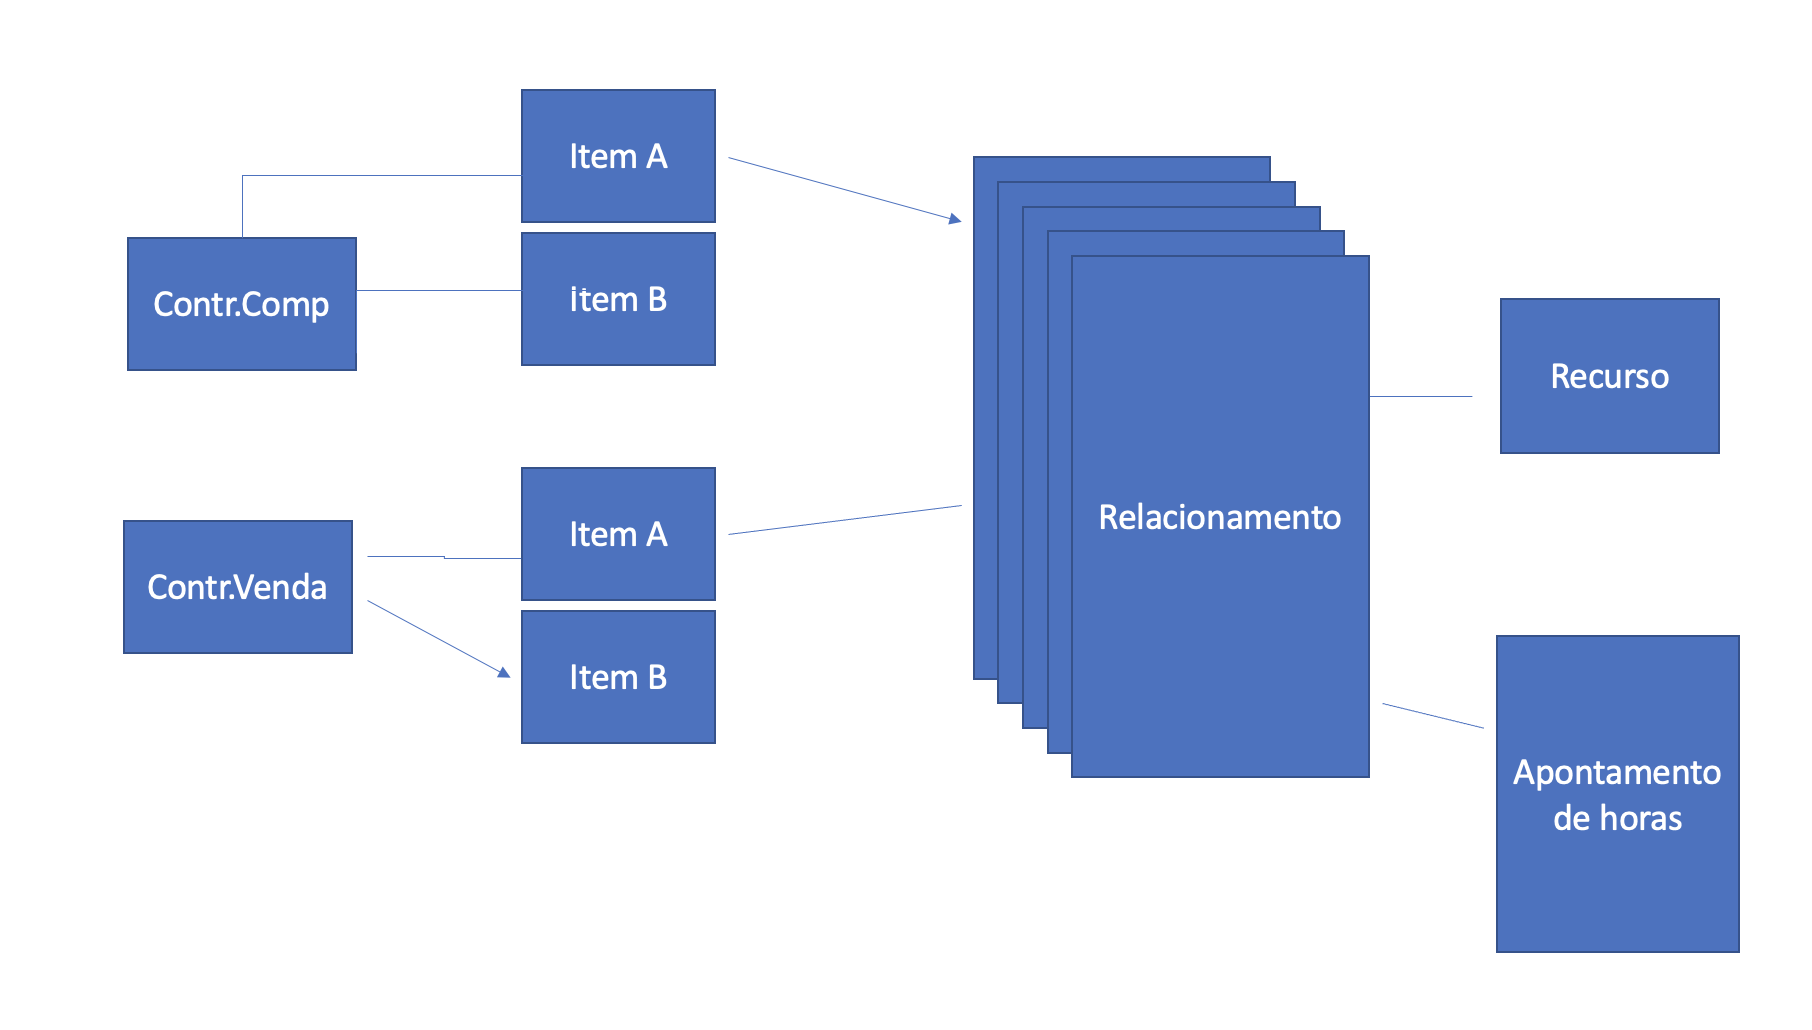 Item A
Item B
Contr.Comp
Item A
Item B
Contr.Venda
Relacionamento
Recurso
Apontamento
de horas